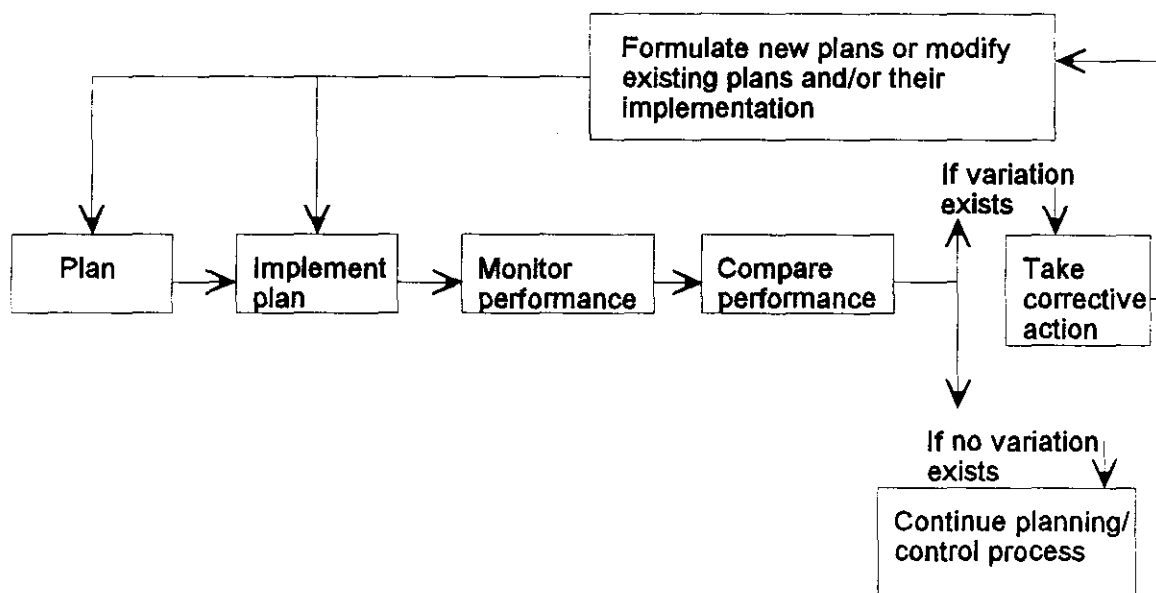 Formulate new plans or modify
existing plans and/or their
implementation
If variation
exists
Plan
Implement
plan
Monitor
performance
Compare
performance
Take
corrective
action
If no variation
exists
Continue planning/
control process